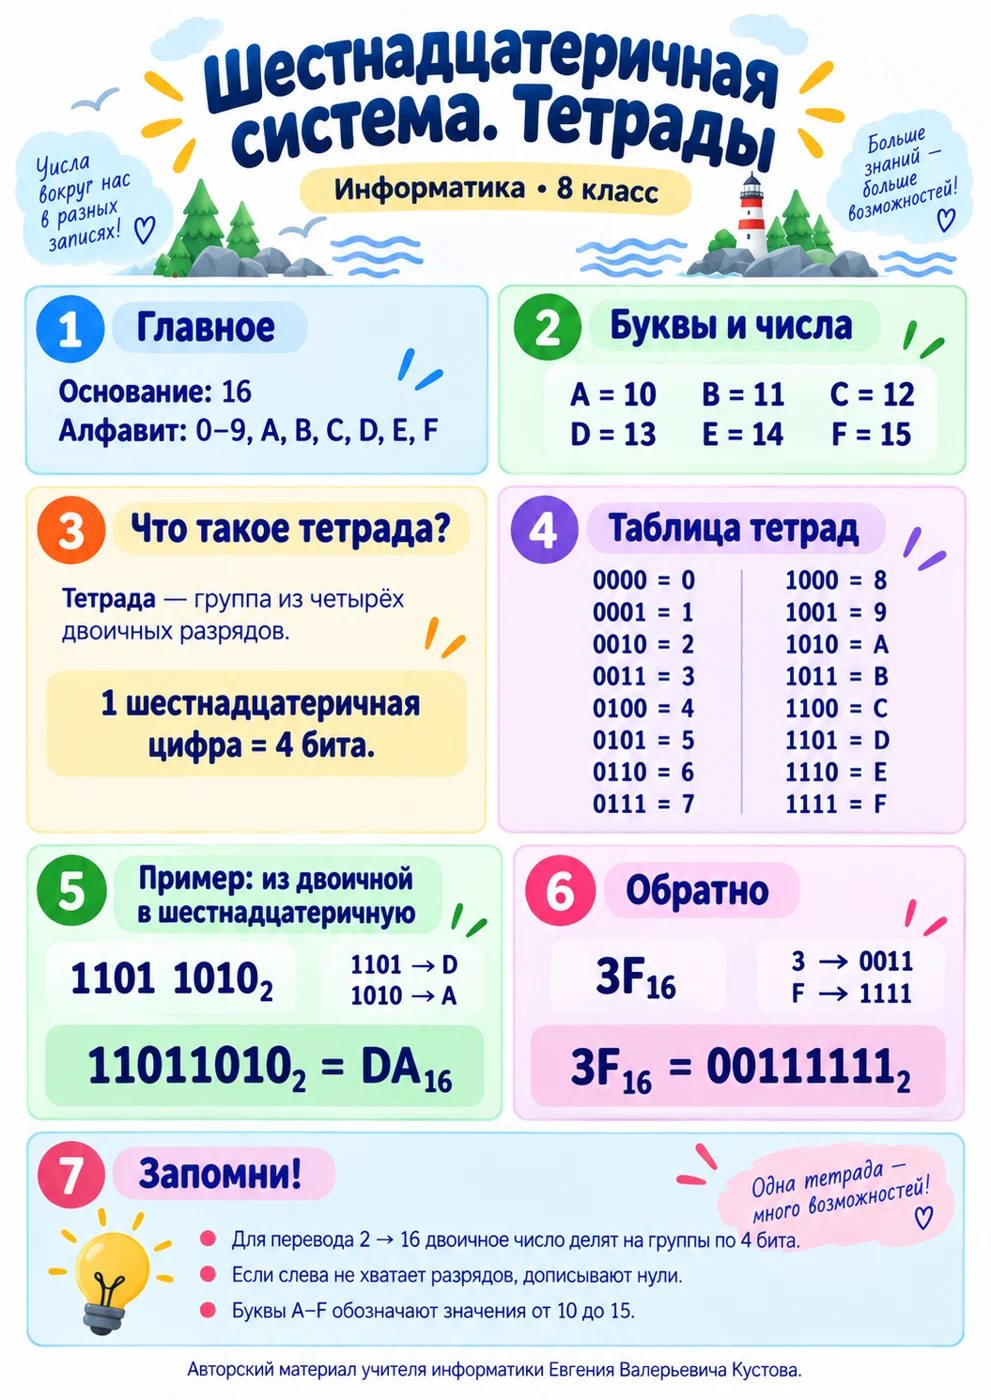 Шестнадцатеричная
система. Тетрады
Информатика • 8 класс
Числа
вокруг нас
в разных
записях!
Больше
знаний –
больше
возможностей!
1
Главное
Основание: 16
Алфавит: 0–9, A, B, C, D, E, F
2
Буквы и числа
A = 10 B = 11 C = 12
D = 13 E = 14 F = 15
3
Что такое тетрада?
Тетрада — группа из четырёх
двоичных разрядов.
1 шестнадцатеричная
цифра = 4 бита.
4
Таблица тетрад
0000 = 0
0001 = 1
0010 = 2
0011 = 3
0100 = 4
0101 = 5
0110 = 6
0111 = 7
1000 = 8
1001 = 9
1010 = A
1011 = B
1100 = C
1101 = D
1110 = E
1111 = F
5
Пример: из двоичной
в шестнадцатеричную
1101 1010₂
1101 → D
1010 → A
11011010₂ = DA₁₆
6
Обратно
3F₁₆
3 → 0011
F → 1111
3F₁₆ = 00111111₂
7
Запомни!
Одна тетрада –
много возможностей!
Для перевода 2 → 16 двоичное число делят на группы по 4 бита.
Если слева не хватает разрядов, дописывают нули.
Буквы A–F обозначают значения от 10 до 15.
Авторский материал учителя информатики Евгения Валерьевича Кустова.